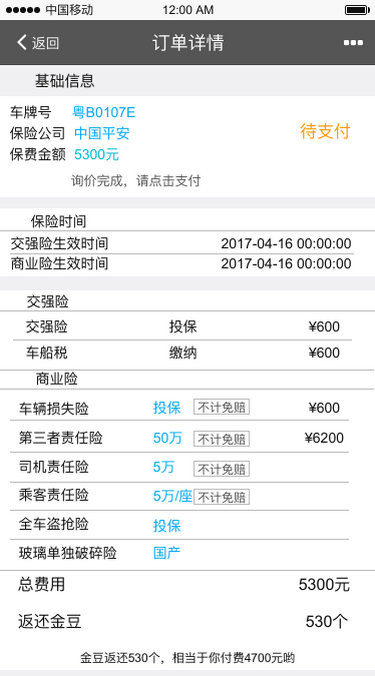 中国移动 12:00 AM
返回 订单详情
基础信息
车牌号 粤B0107E
保险公司 中国平安 待支付
保费金额 5300元
询价完成，请点击支付
保险时间
交强险生效时间 2017-04-16 00:00:00
商业险生效时间 2017-04-16 00:00:00
交强险
交强险 投保 ¥600
车船税 缴纳 ¥600
商业险
车辆损失险 投保 不计免赔 ¥600
第三者责任险 50万 不计免赔 ¥6200
司机责任险 5万 不计免赔
乘客责任险 5万/座 不计免赔
全车盗抢险 投保
玻璃单独破碎险 国产
总费用 5300元
返还金豆 530个
金豆返还530个，相当于你付费4700元哟